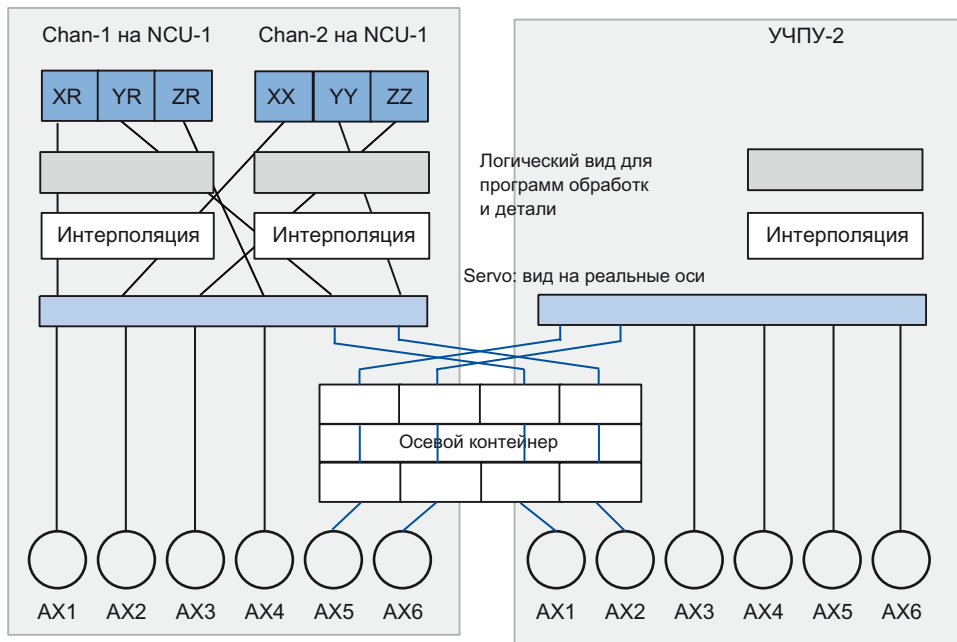 Chan-1 на NCU-1
Chan-2 на NCU-1
УЧПУ-2
XR YR ZR
XX YY ZZ
Логический вид для
программ обработк
и детали
Интерполяция
Интерполяция
Интерполяция
Servo: вид на реальные оси
Осевой контейнер
AX1 AX2 AX3 AX4 AX5 AX6
AX1 AX2 AX3 AX4 AX5 AX6